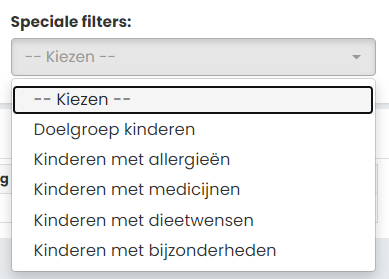 Speciale filters:
-- Kiezen --
-- Kiezen --
Doelgroep kinderen
Kinderen met allergieën
g
Kinderen met medicijnen
Kinderen met dieetwensen
Kinderen met bijzonderheden